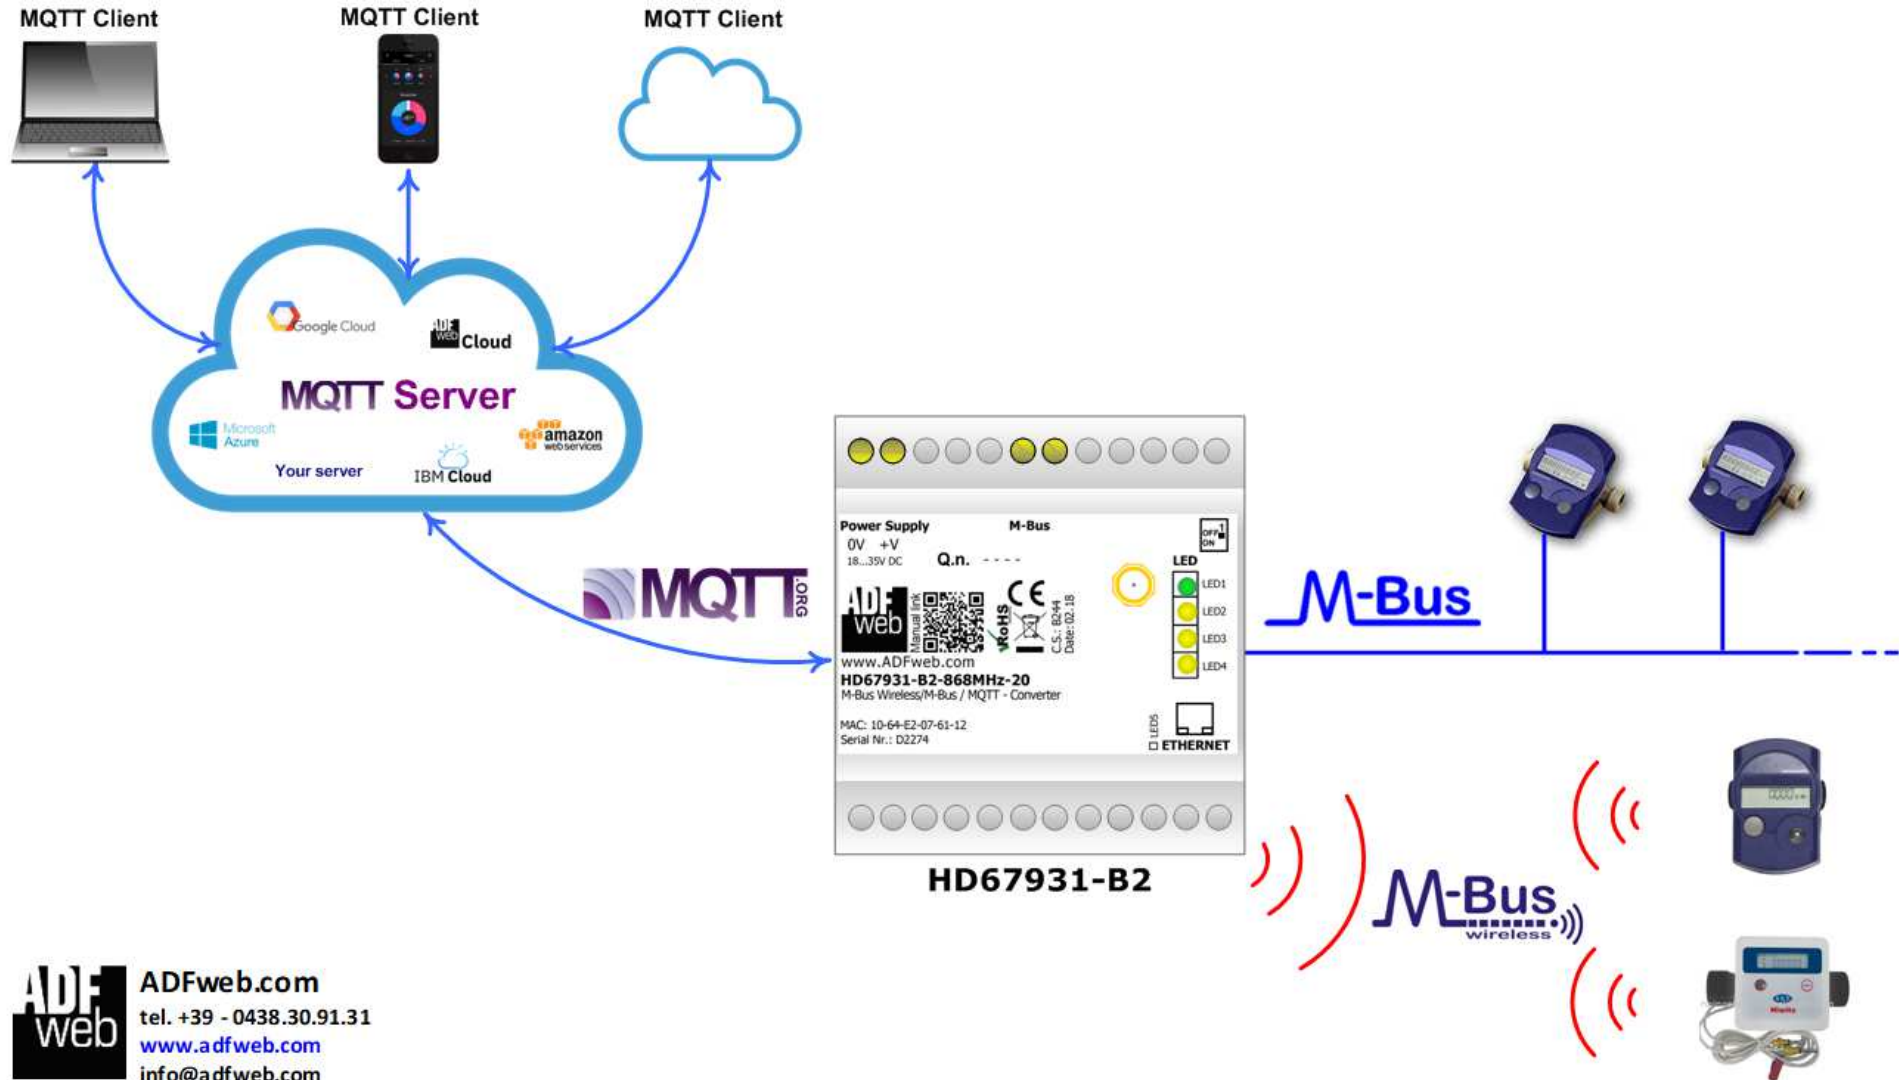 MQTT Client
MQTT Client
MQTT Client
Google Cloud
ADF web Cloud
MQTT Server
Microsoft
Azure
amazon
web services
Your server
IBM Cloud
MQTT.ORG
Power Supply
M-Bus
0V +V
18...35V DC
Q.n. - - - -
OFF 1
ON
LED
LED1
LED2
LED3
LED4
ADF
web
Manual link
RoHS
CE
C.S.: B244
Date: 02.18
www.ADFweb.com
HD67931-B2-868MHz-20
M-Bus Wireless/M-Bus / MQTT - Converter
MAC: 10-64-E2-07-61-12
Serial Nr.: D2274
LED5
ETHERNET
HD67931-B2
M-Bus
M-Bus
wireless
ADF
web
ADFweb.com
tel. +39 - 0438.30.91.31
www.adfweb.com
info@adfweb.com